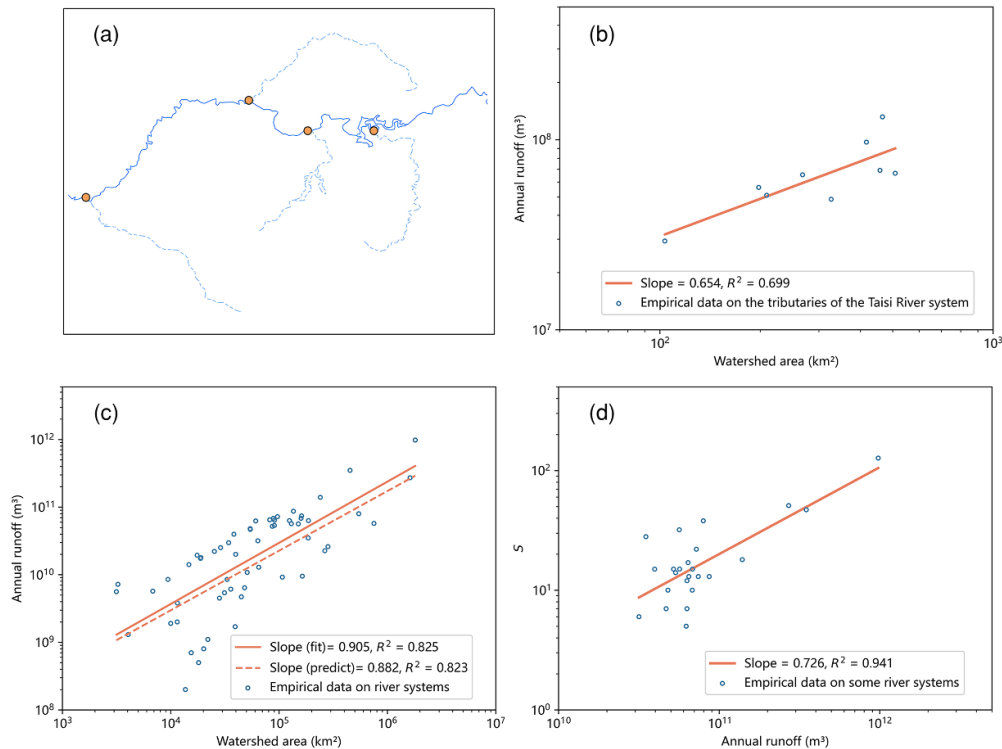 (a)
(b)
Annual runoff (m³)
10⁸
10⁷
Slope = 0.654, R² = 0.699
Empirical data on the tributaries of the Taisi River system
10²
10³
Watershed area (km²)
(c)
Annual runoff (m³)
10¹²
10¹¹
10¹⁰
10⁹
10⁸
Slope (fit)= 0.905, R² = 0.825
Slope (predict)= 0.882, R² = 0.823
Empirical data on river systems
10³
10⁴
10⁵
10⁶
10⁷
Watershed area (km²)
(d)
S
10²
10¹
10⁰
Slope = 0.726, R² = 0.941
Empirical data on some river systems
10¹⁰
10¹¹
10¹²
Annual runoff (m³)